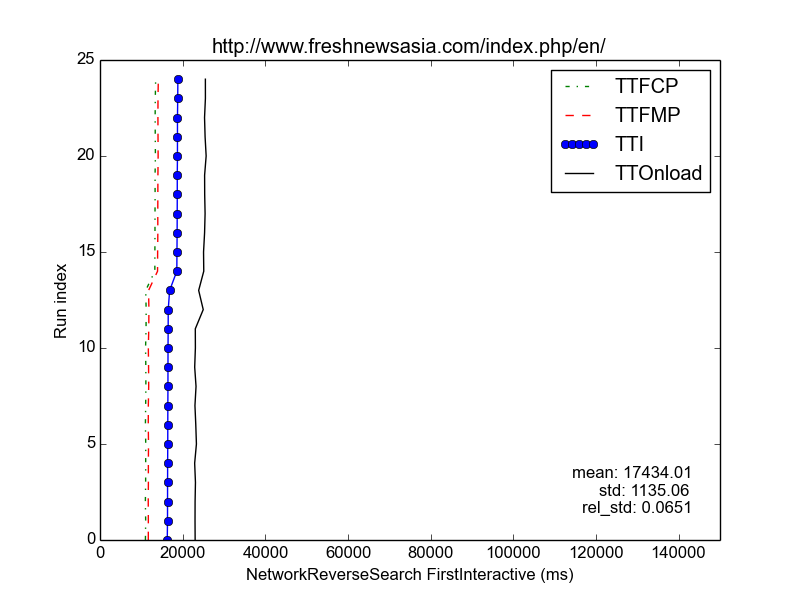 http://www.freshnewsasia.com/index.php/en/
25
20
15
10
5
0
Run index
TTFCP
TTFMP
TTI
TTOnload
mean: 17434.01
std: 1135.06
rel_std: 0.0651
0 20000 40000 60000 80000 100000 120000 140000
NetworkReverseSearch FirstInteractive (ms)